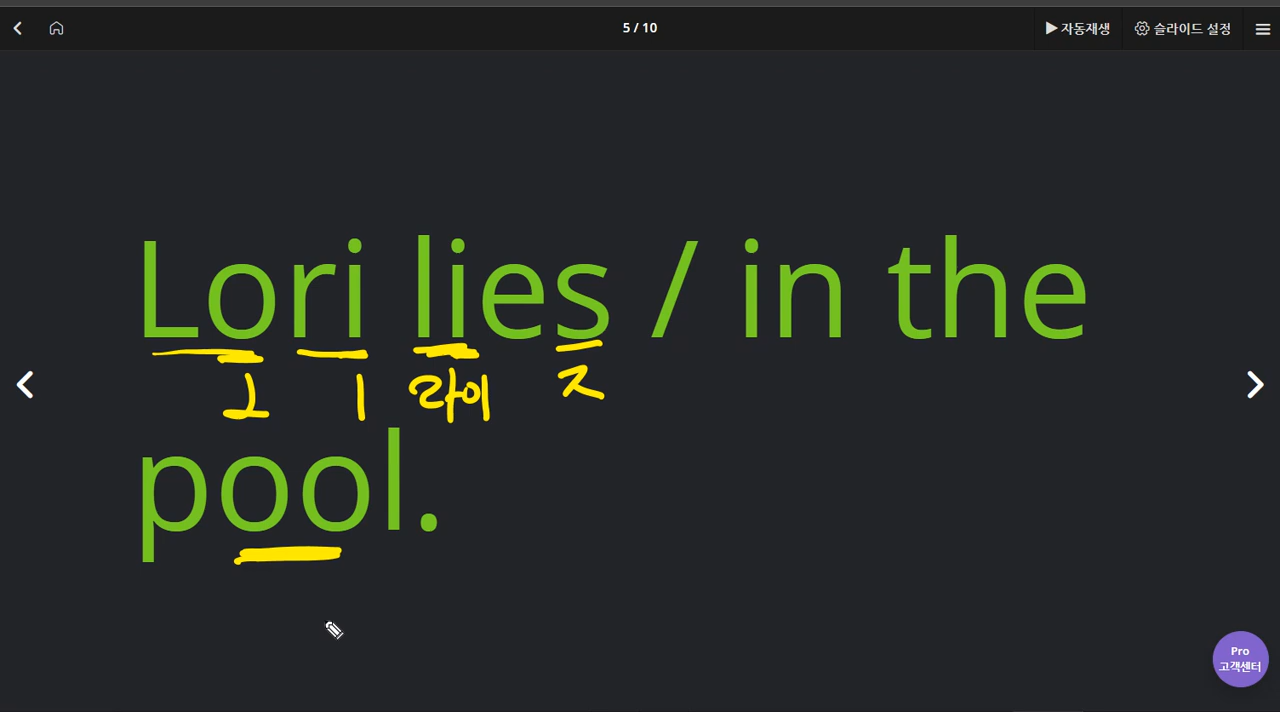 5 / 10
자동재생
슬라이드 설정
Lori lies / in the
ㅗ ㅣ 라이 ㅈ
pool.
Pro
고객센터